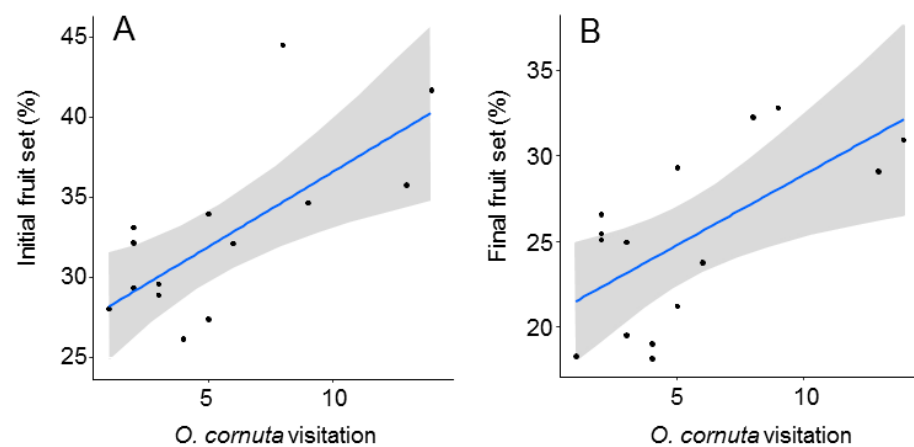 A
Initial fruit set (%)
45
40
35
30
25
5 10
O. cornuta visitation
B
Final fruit set (%)
35
30
25
20
5 10
O. cornuta visitation